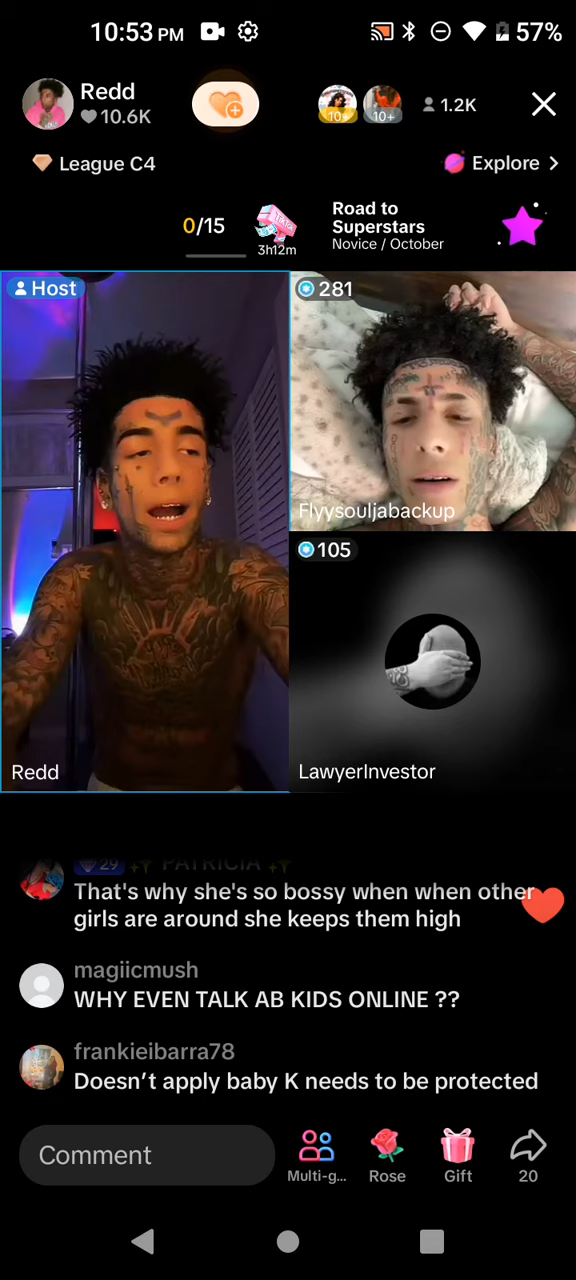 10:53 PM
57%
Redd
10.6K
10+
10+
1.2K
League C4
Explore >
0/15
TikTok
3h12m
Road to
Superstars
Novice / October
Host
281
Flyysouljabackup
105
Redd
LawyerInvestor
29 PATRICIA
That's why she's so bossy when when other
girls are around she keeps them high
magiicmush
WHY EVEN TALK AB KIDS ONLINE ??
frankieibarra78
Doesn't apply baby K needs to be protected
Comment
Multi-g...
Rose
Gift
20